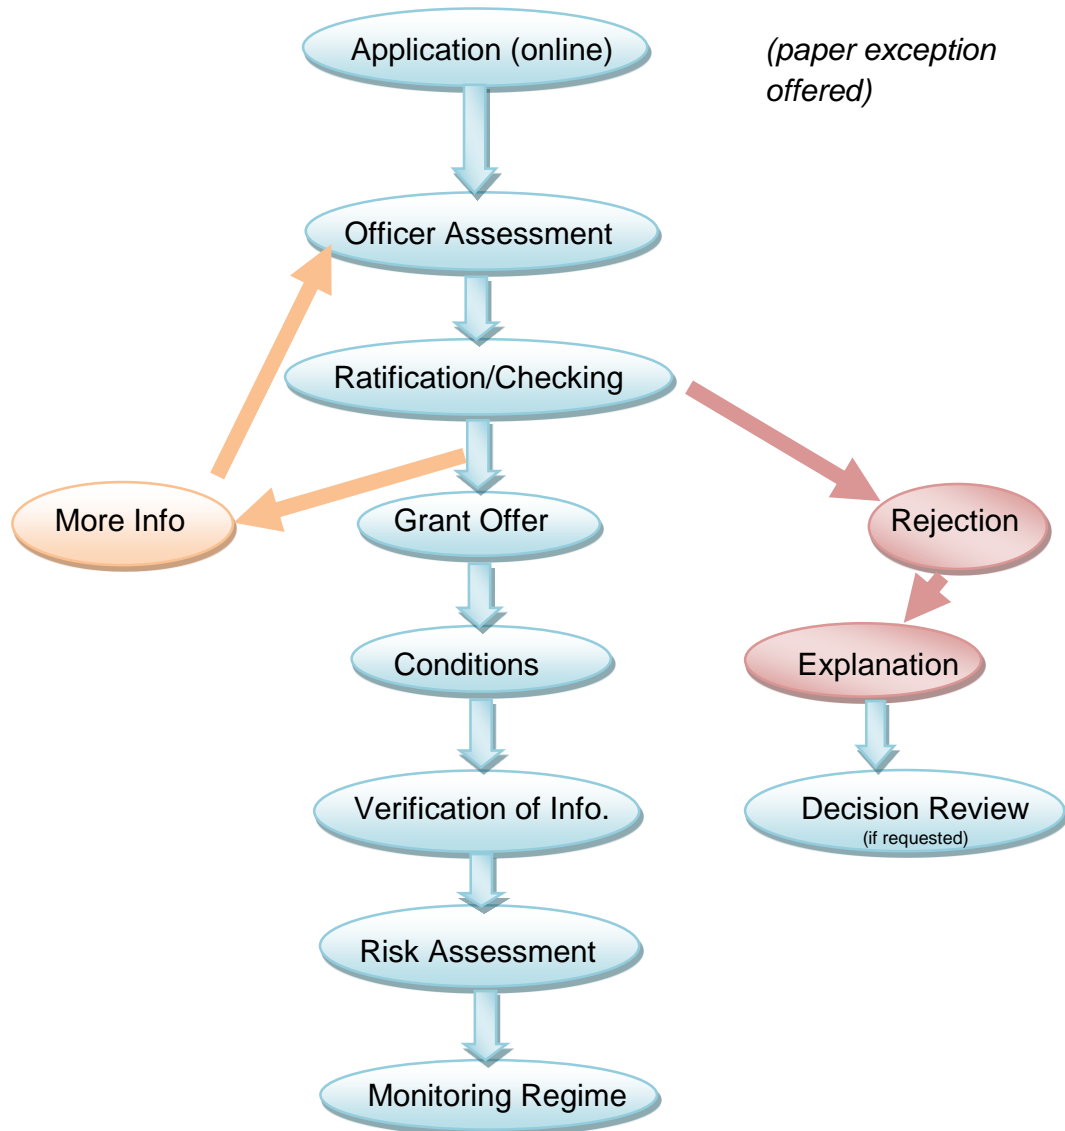 Application (online)
(paper exception
offered)
Officer Assessment
Ratification/Checking
More Info
Grant Offer
Rejection
Conditions
Explanation
Verification of Info.
Decision Review
(if requested)
Risk Assessment
Monitoring Regime